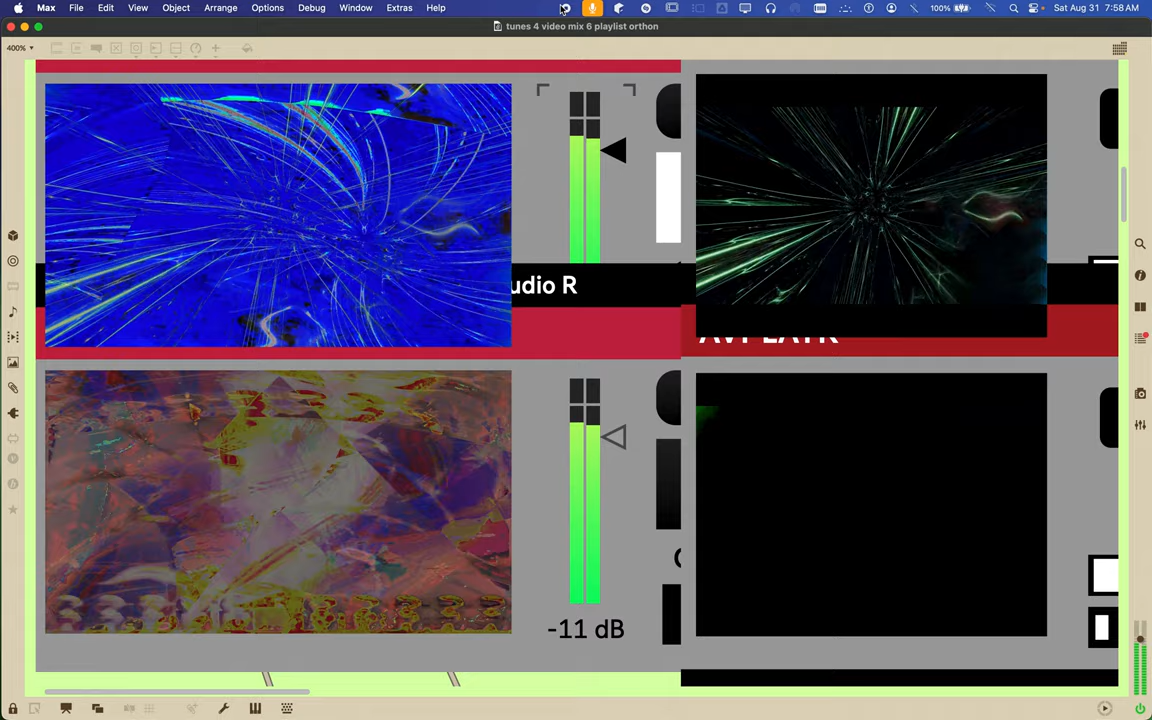 Max File Edit View Object Arrange Options Debug Window Extras Help 100% Sat Aug 31 7:58 AM
tunes 4 video mix 6 playlist orthon
400%
udio R
-11 dB